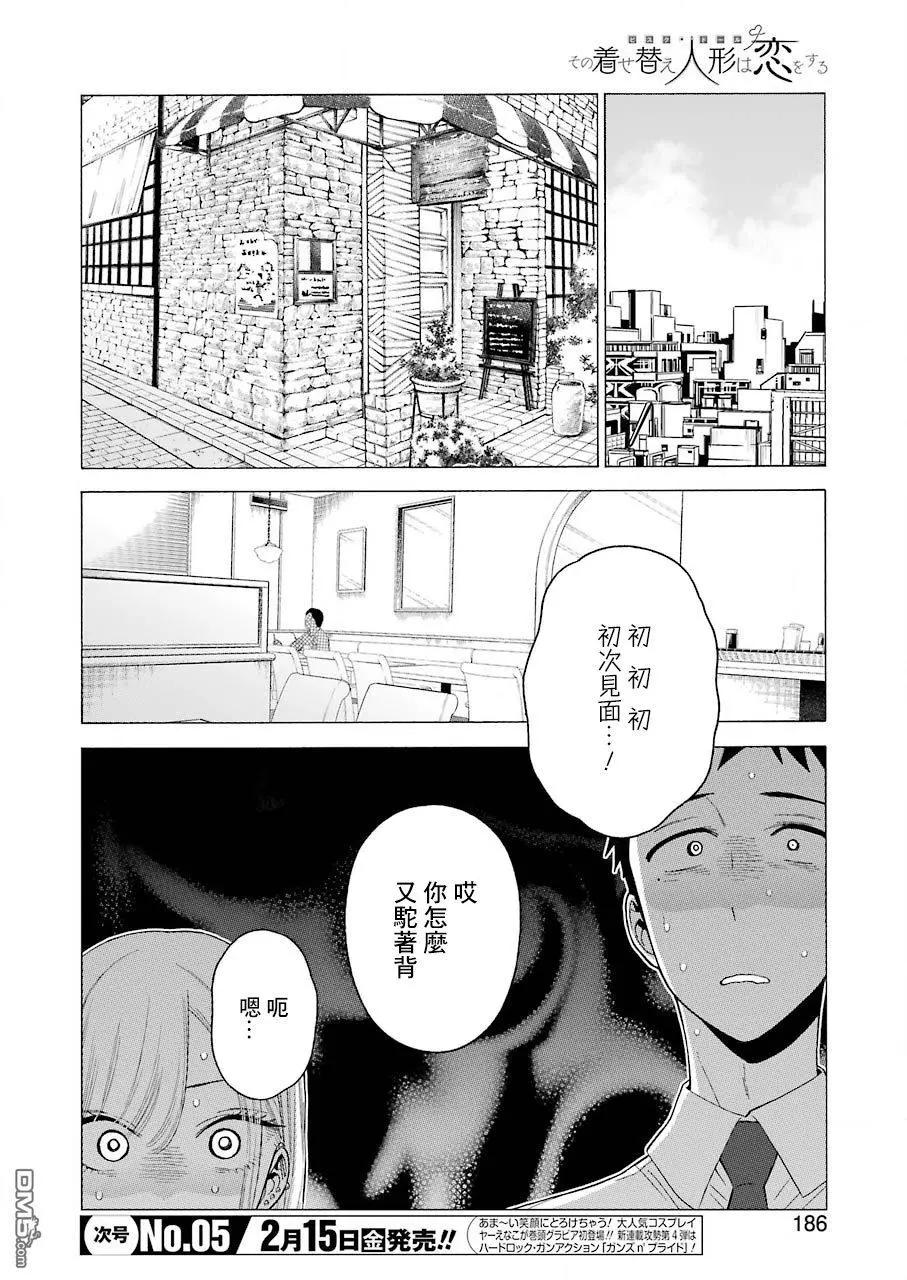 ビスク・ドール
その着せ替え人形は恋をする
初初初
初次見面…！
哎
你怎麼
又駝著背
呃
嗯…
186
次号 No.05/2月15日金発売!!
あま〜い笑顔にとろけちゃう! 大人気コスプレイ
ヤーえなこが巻頭グラビア初登場!! 新連載攻勢第4弾は
ハードロック・ガンアクション「ガンズ n' プライド」!
DM5.com